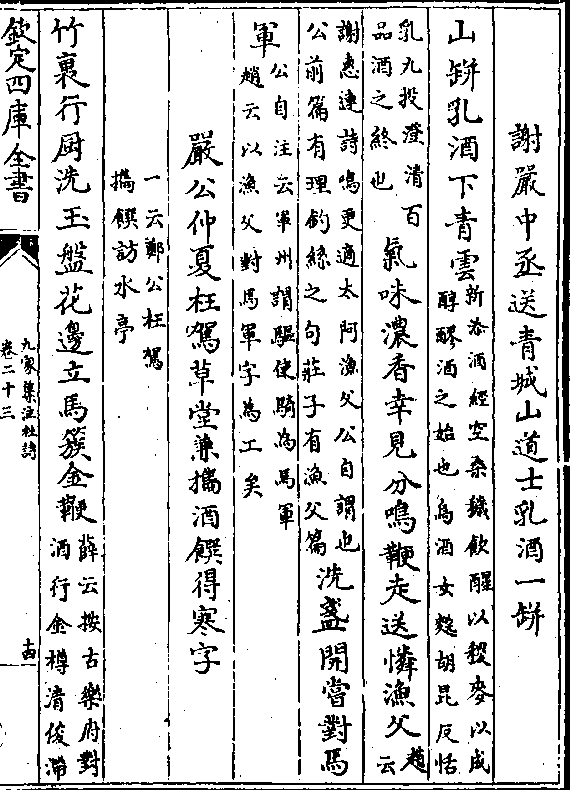 謝嚴中丞送青城山道士乳酒一缾
山缾乳酒下青雲
新添酒經空桑穢飲醒以稷麥以成
醇醪酒之始也烏酒女麴胡昆反恬
乳九投澄清百
品酒之終也
氣味濃香幸見分鳴鞭走送憐漁父
趙
云
謝惠連詩鳴更適太阿漁父公自謂也
公前篇有理釣絲之句莊子有漁父篇
洗盞開嘗對馬
軍
公自注云軍州謂驅使騎為馬軍
趙云以漁父對馬軍字為工矣
嚴公仲夏枉駕草堂兼攜酒饌得寒字
一云鄭公枉駕
攜饌訪水亭
竹裏行厨洗玉盤花邊立馬簇金鞭
薛云按古樂府對
酒行金樽清復滯
欽定四庫全書
九家集注杜詩
卷二十三
十四